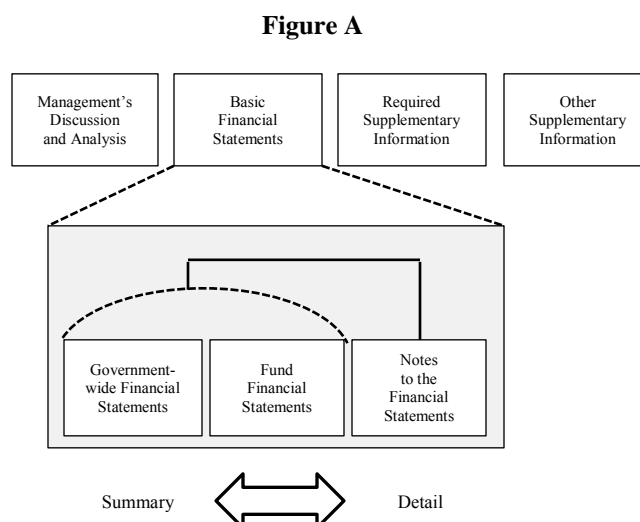 Figure A
Management's
Discussion
and Analysis
Basic
Financial
Statements
Required
Supplementary
Information
Other
Supplementary
Information
Government-
wide Financial
Statements
Fund
Financial
Statements
Notes
to the
Financial
Statements
Summary
Detail